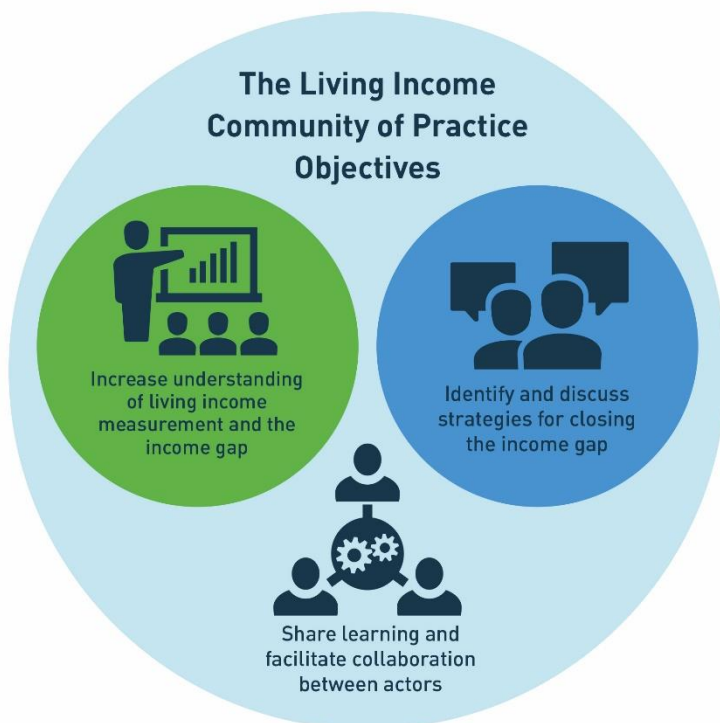 The Living Income
Community of Practice
Objectives
Increase understanding
of living income
measurement and the
income gap
Identify and discuss
strategies for closing
the income gap
Share learning and
facilitate collaboration
between actors